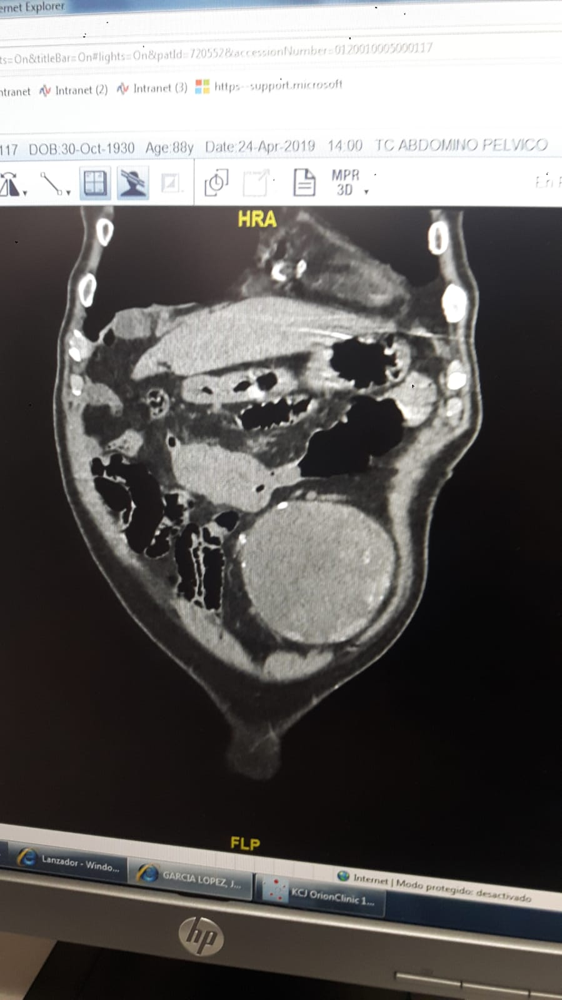 ernet Explorer
ts=On&titleBar=On#lights=On&patId=720552&accessionNumber=0120010005000117
ntranet Intranet (2) Intranet (3) https--support.microsoft
117 DOB:30-Oct-1930 Age:88y Date:24-Apr-2019 14:00 TC ABDOMINO PELVICO
MPR
3D
En
HRA
FLP
Lanzador - Windo... GARCIA LOPEZ, J... KCJ OrionClinic 1... Internet | Modo protegido: desactivado
hp